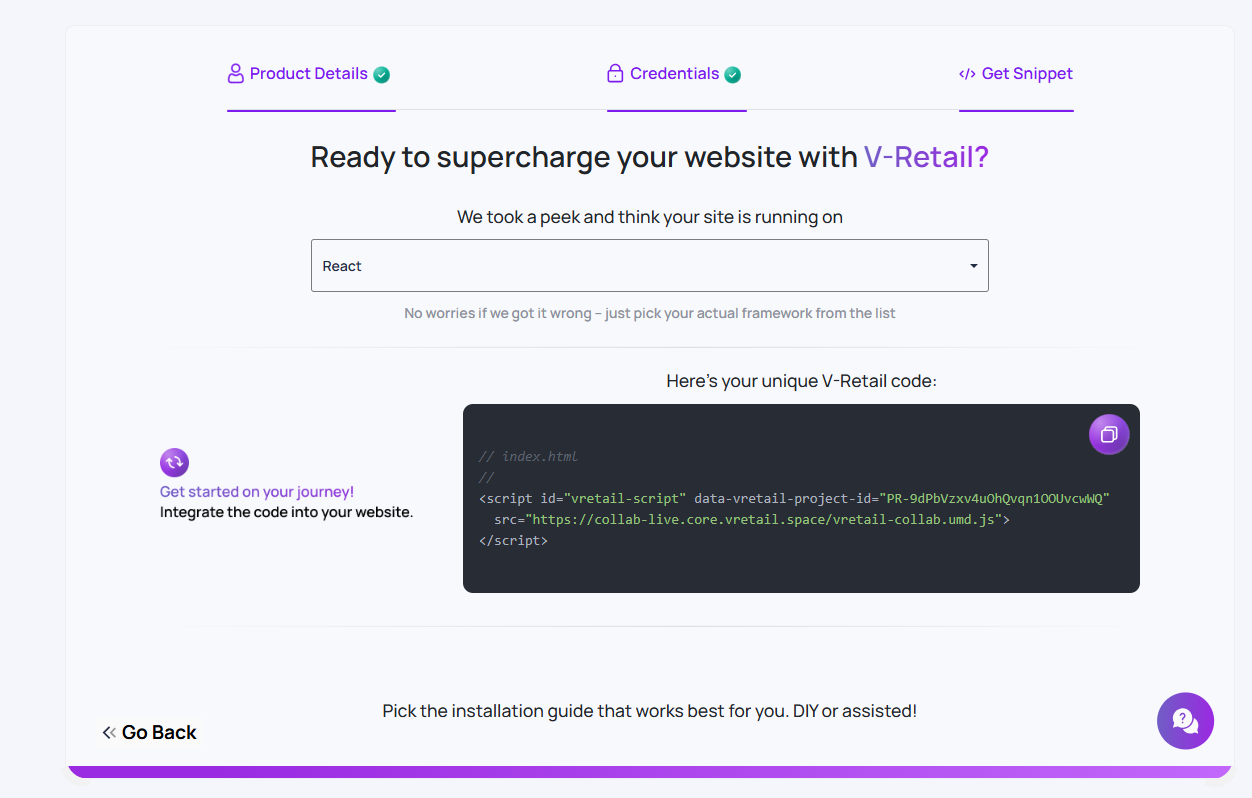 Product Details
Credentials
</> Get Snippet
Ready to supercharge your website with V-Retail?
We took a peek and think your site is running on
React
No worries if we got it wrong – just pick your actual framework from the list
Here's your unique V-Retail code:
// index.html
//
<script id="vretail-script" data-vretail-project-id="PR-9dPbVzxv4uOhQvqn1OOUvcwWQ"
src="https://collab-live.core.vretail.space/vretail-collab.umd.js">
</script>
Get started on your journey!
Integrate the code into your website.
Pick the installation guide that works best for you. DIY or assisted!
Go Back
?